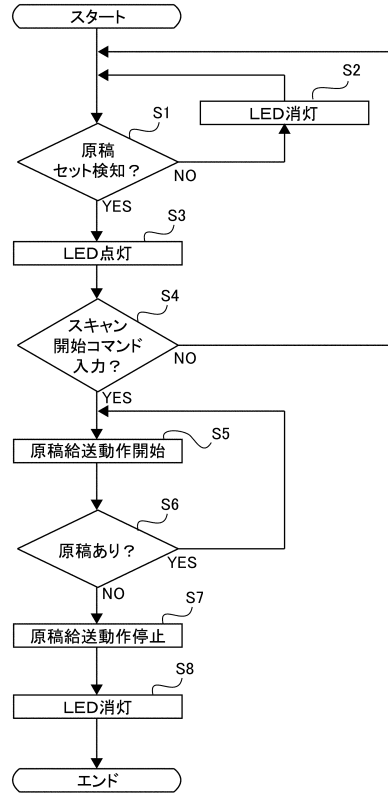 スタート
S2
LED消灯
S1
原稿
セット検知？
NO
YES
S3
LED点灯
S4
スキャン
開始コマンド
入力？
NO
YES
S5
原稿給送動作開始
S6
原稿あり？
YES
NO
S7
原稿給送動作停止
S8
LED消灯
エンド